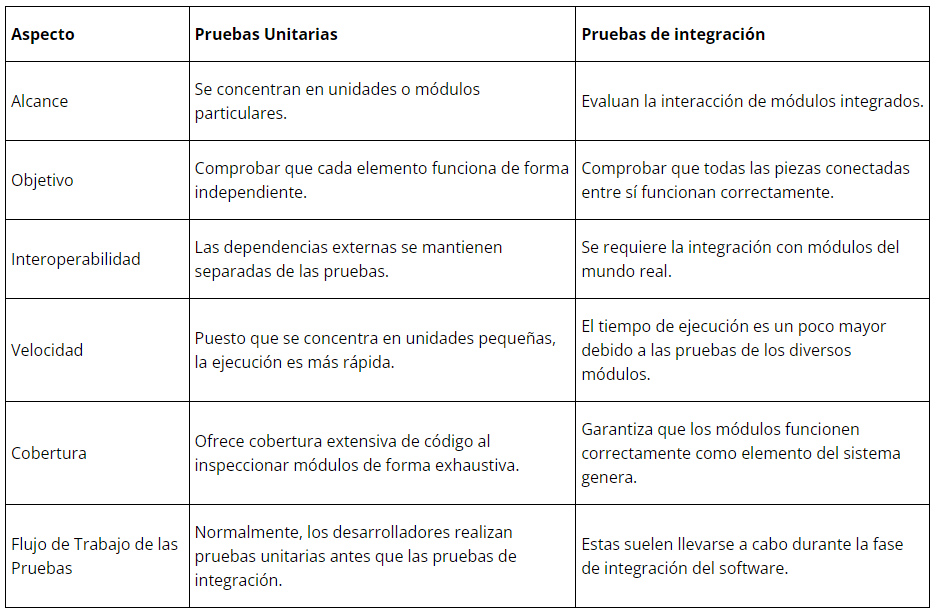 Aspecto
Pruebas Unitarias
Pruebas de integración
Alcance
Se concentran en unidades o módulos
particulares.
Evaluan la interacción de módulos integrados.
Objetivo
Comprobar que cada elemento funciona de forma
independiente.
Comprobar que todas las piezas conectadas
entre sí funcionan correctamente.
Interoperabilidad
Las dependencias externas se mantienen
separadas de las pruebas.
Se requiere la integración con módulos del
mundo real.
Velocidad
Puesto que se concentra en unidades pequeñas,
la ejecución es más rápida.
El tiempo de ejecución es un poco mayor
debido a las pruebas de los diversos
módulos.
Cobertura
Ofrece cobertura extensiva de código al
inspeccionar módulos de forma exhaustiva.
Garantiza que los módulos funcionen
correctamente como elemento del sistema
genera.
Flujo de Trabajo de las
Pruebas
Normalmente, los desarrolladores realizan
pruebas unitarias antes que las pruebas de
integración.
Estas suelen llevarse a cabo durante la fase
de integración del software.